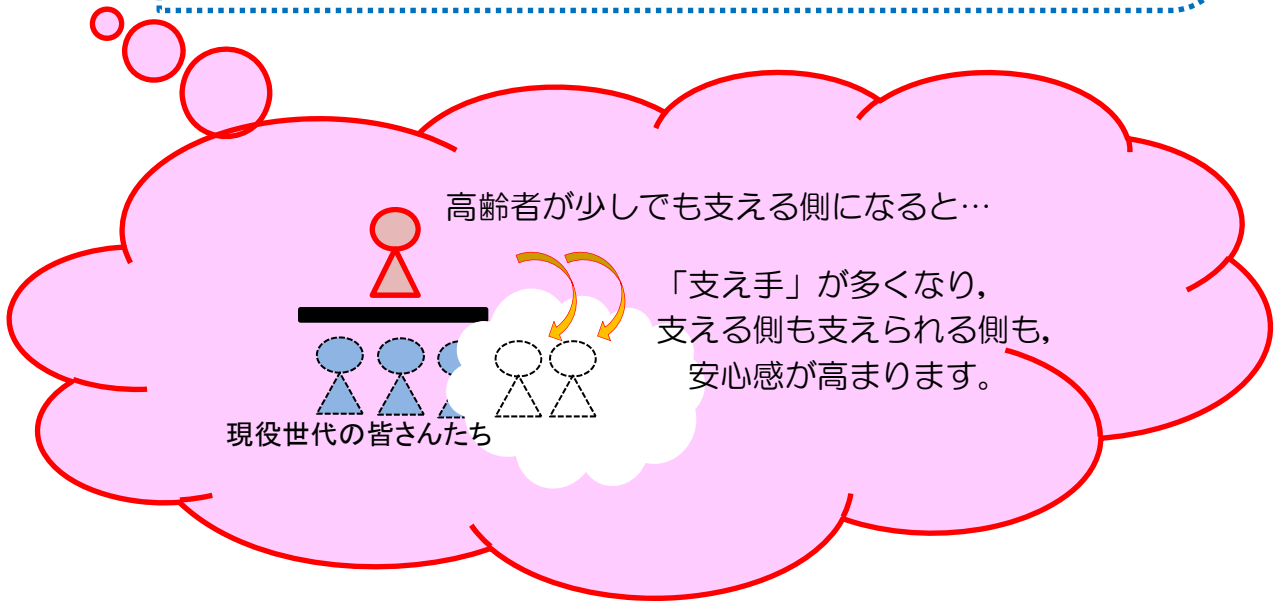 高齢者が少しでも支える側になると…
「支え手」が多くなり，
支える側も支えられる側も，
安心感が高まります。
現役世代の皆さんたち